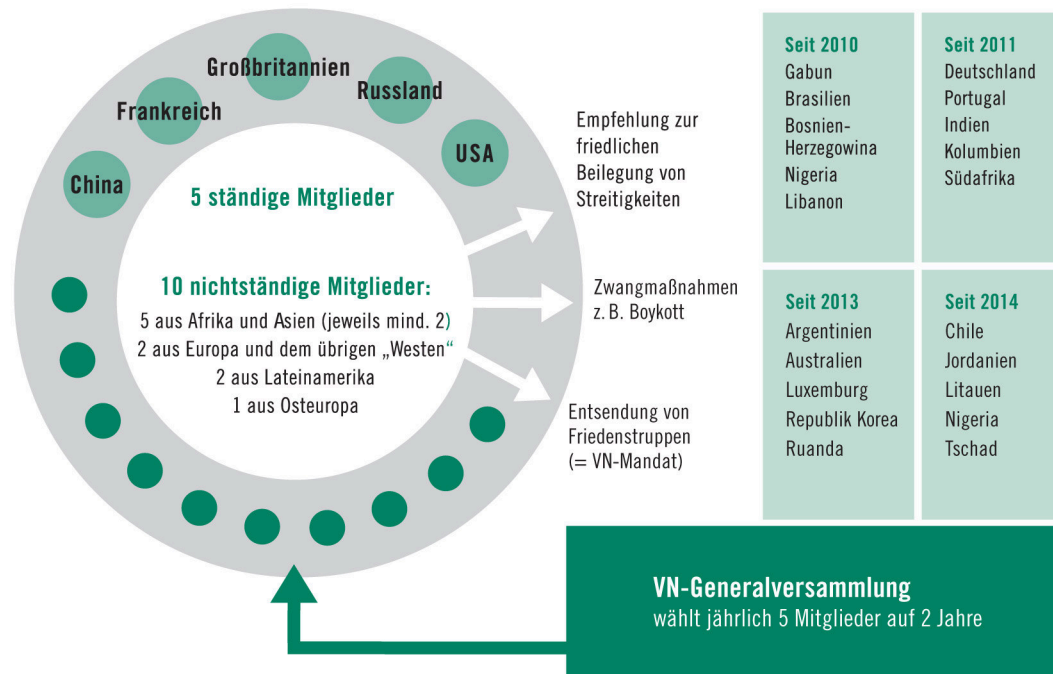 China
Frankreich
Großbritannien
Russland
USA
5 ständige Mitglieder
10 nichtständige Mitglieder:
5 aus Afrika und Asien (jeweils mind. 2)
2 aus Europa und dem übrigen „Westen“
2 aus Lateinamerika
1 aus Osteuropa
Empfehlung zur
friedlichen
Beilegung von
Streitigkeiten
Zwangmaßnahmen
z. B. Boykott
Entsendung von
Friedenstruppen
(= VN-Mandat)
Seit 2010
Gabun
Brasilien
Bosnien-
Herzegowina
Nigeria
Libanon
Seit 2011
Deutschland
Portugal
Indien
Kolumbien
Südafrika
Seit 2013
Argentinien
Australien
Luxemburg
Republik Korea
Ruanda
Seit 2014
Chile
Jordanien
Litauen
Nigeria
Tschad
VN-Generalversammlung
wählt jährlich 5 Mitglieder auf 2 Jahre